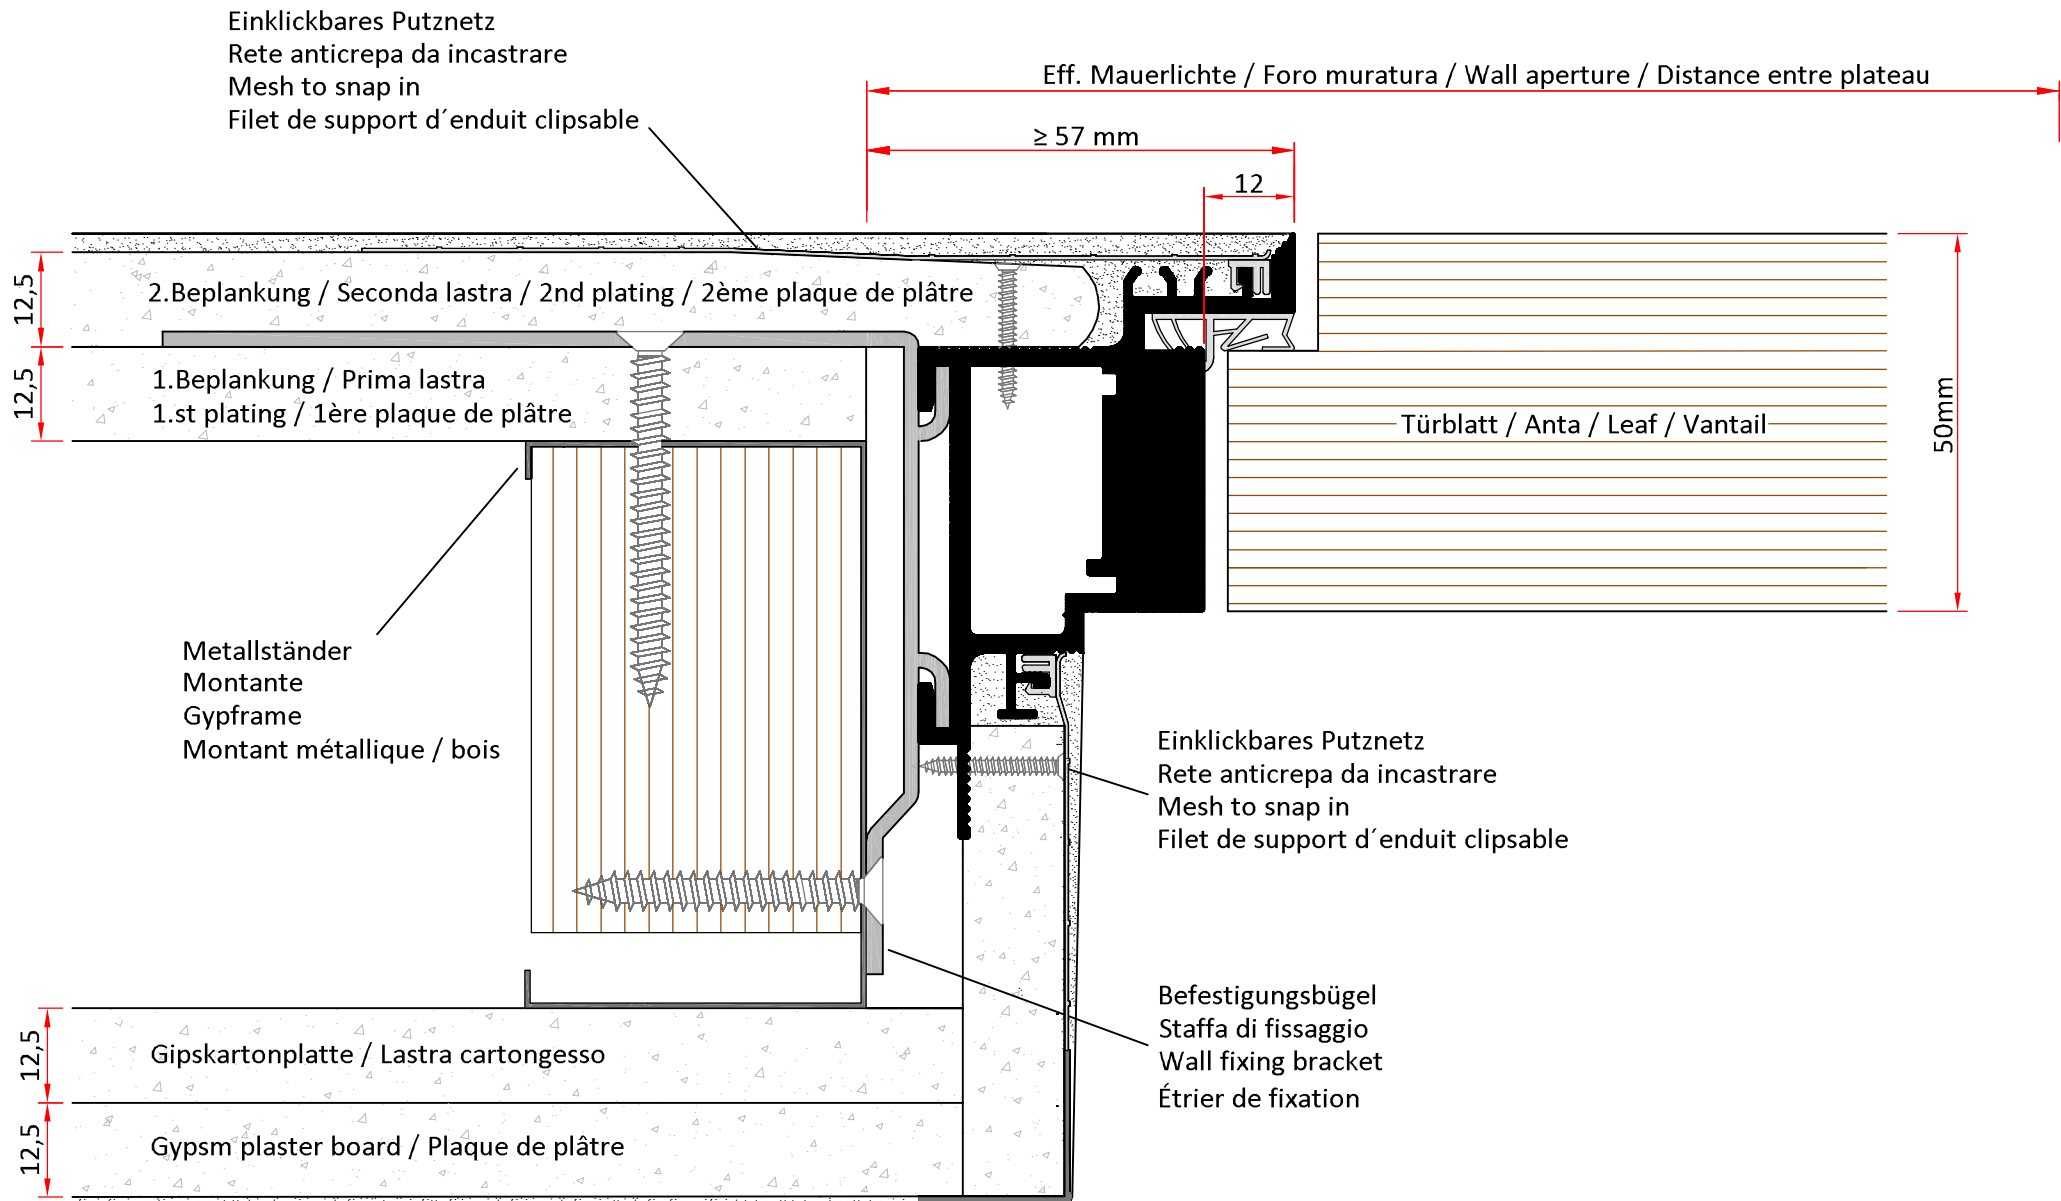 Einklickbares Putznetz
Rete anticrepa da incastrare
Mesh to snap in
Filet de support d´enduit clipsable
Eff. Mauerlichte / Foro muratura / Wall aperture / Distance entre plateau
≥ 57 mm
12
12,5
2.Beplankung / Seconda lastra / 2nd plating / 2ème plaque de plâtre
12,5
1.Beplankung / Prima lastra
1.st plating / 1ère plaque de plâtre
Türblatt / Anta / Leaf / Vantail
50mm
Metallständer
Montante
Gypframe
Montant métallique / bois
Einklickbares Putznetz
Rete anticrepa da incastrare
Mesh to snap in
Filet de support d´enduit clipsable
Befestigungsbügel
Staffa di fissaggio
Wall fixing bracket
Étrier de fixation
12,5
Gipskartonplatte / Lastra cartongesso
12,5
Gypsm plaster board / Plaque de plâtre